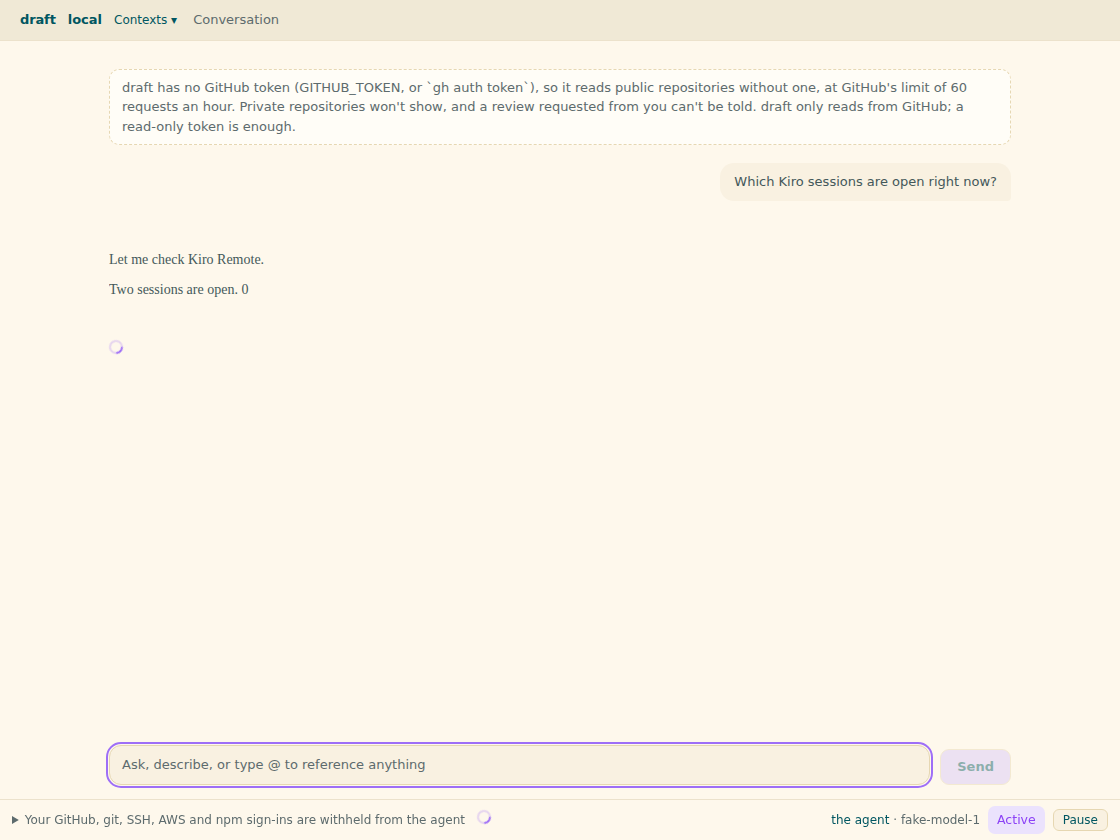 draft local Contexts ▾ Conversation
draft has no GitHub token (GITHUB_TOKEN, or `gh auth token`), so it reads public repositories without one, at GitHub's limit of 60
requests an hour. Private repositories won't show, and a review requested from you can't be told. draft only reads from GitHub; a
read-only token is enough.
Which Kiro sessions are open right now?
Let me check Kiro Remote.
Two sessions are open. 0
Ask, describe, or type @ to reference anything
Send
▶ Your GitHub, git, SSH, AWS and npm sign-ins are withheld from the agent
the agent · fake-model-1 Active Pause